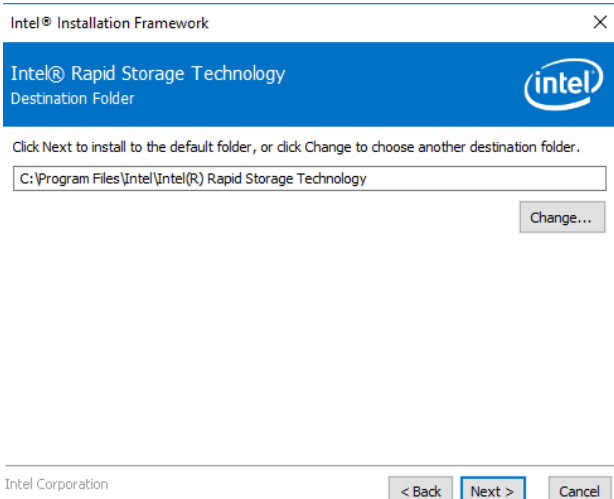 Intel® Installation Framework
Intel® Rapid Storage Technology
Destination Folder
intel
Click Next to install to the default folder, or click Change to choose another destination folder.
C:\Program Files\Intel\Intel(R) Rapid Storage Technology
Change...
Intel Corporation
< Back Next > Cancel